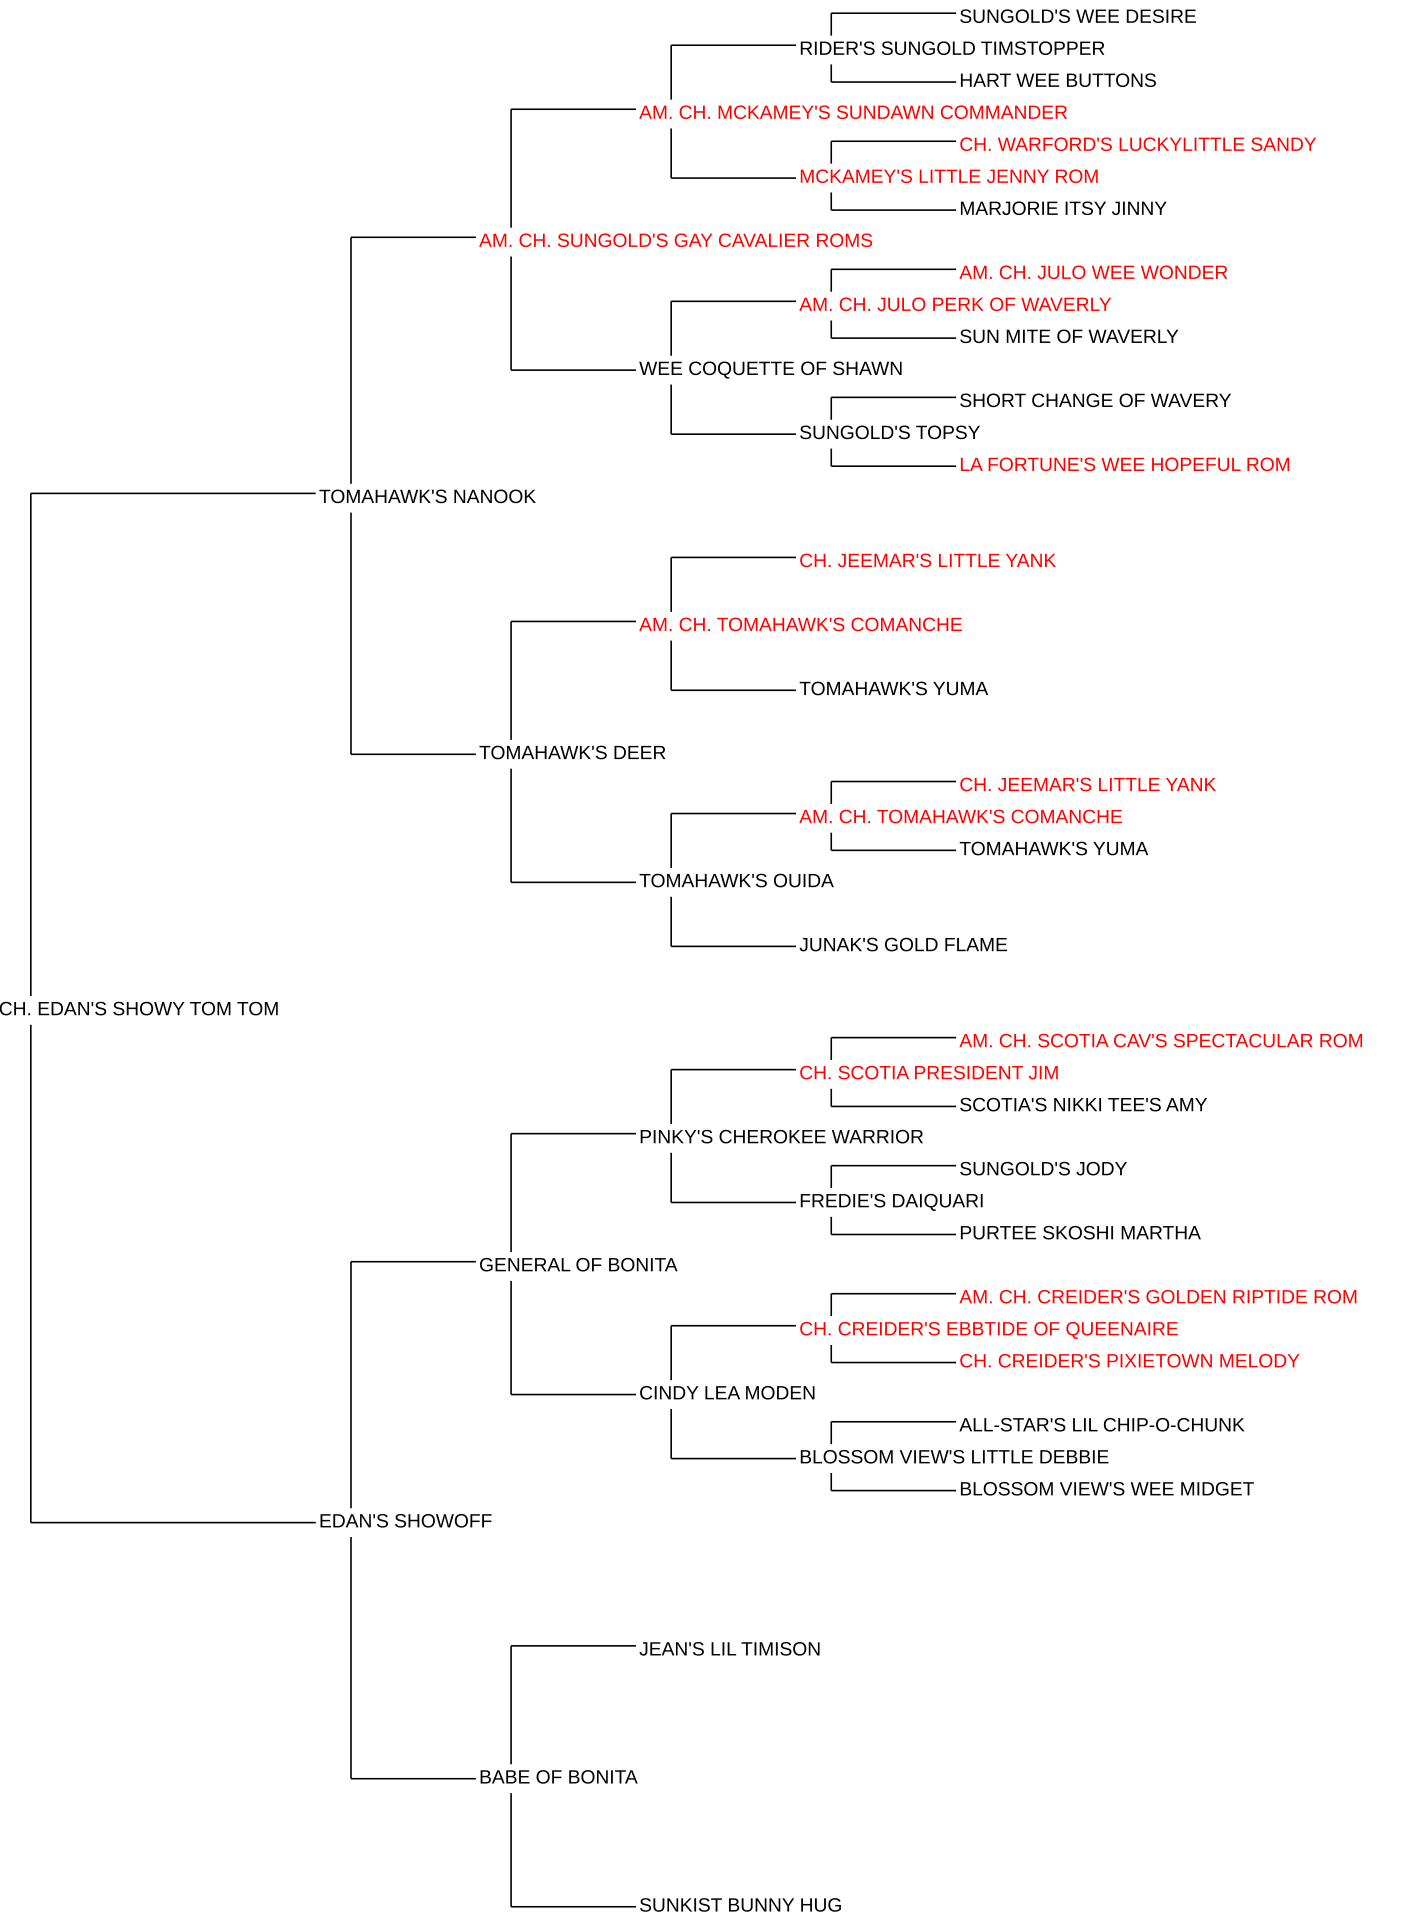 SUNGOLD'S WEE DESIRE
RIDER'S SUNGOLD TIMSTOPPER
HART WEE BUTTONS
AM. CH. MCKAMEY'S SUNDAWN COMMANDER
CH. WARFORD'S LUCKYLITTLE SANDY
MCKAMEY'S LITTLE JENNY ROM
MARJORIE ITSY JINNY
AM. CH. SUNGOLD'S GAY CAVALIER ROMS
AM. CH. JULO WEE WONDER
AM. CH. JULO PERK OF WAVERLY
SUN MITE OF WAVERLY
WEE COQUETTE OF SHAWN
SHORT CHANGE OF WAVERY
SUNGOLD'S TOPSY
LA FORTUNE'S WEE HOPEFUL ROM
TOMAHAWK'S NANOOK
CH. JEEMAR'S LITTLE YANK
AM. CH. TOMAHAWK'S COMANCHE
TOMAHAWK'S YUMA
TOMAHAWK'S DEER
CH. JEEMAR'S LITTLE YANK
AM. CH. TOMAHAWK'S COMANCHE
TOMAHAWK'S YUMA
TOMAHAWK'S OUIDA
JUNAK'S GOLD FLAME
CH. EDAN'S SHOWY TOM TOM
AM. CH. SCOTIA CAV'S SPECTACULAR ROM
CH. SCOTIA PRESIDENT JIM
SCOTIA'S NIKKI TEE'S AMY
PINKY'S CHEROKEE WARRIOR
SUNGOLD'S JODY
FREDIE'S DAIQUARI
PURTEE SKOSHI MARTHA
GENERAL OF BONITA
AM. CH. CREIDER'S GOLDEN RIPTIDE ROM
CH. CREIDER'S EBBTIDE OF QUEENAIRE
CH. CREIDER'S PIXIETOWN MELODY
CINDY LEA MODEN
ALL-STAR'S LIL CHIP-O-CHUNK
BLOSSOM VIEW'S LITTLE DEBBIE
BLOSSOM VIEW'S WEE MIDGET
EDAN'S SHOWOFF
JEAN'S LIL TIMISON
BABE OF BONITA
SUNKIST BUNNY HUG